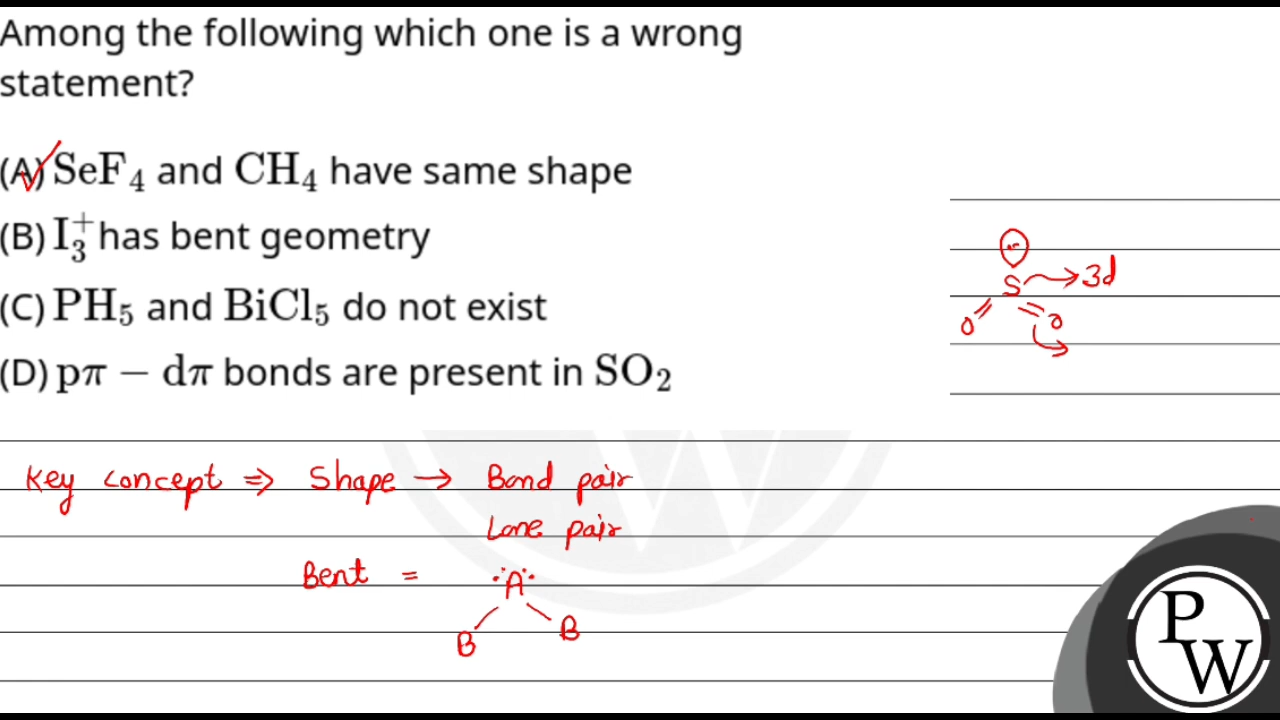 Among the following which one is a wrong
statement?
(A) SeF₄ and CH₄ have same shape
(B) I₃⁺ has bent geometry
(C) PH₅ and BiCl₅ do not exist
(D) pπ − dπ bonds are present in SO₂
S → 3d
O = = O
Key concept ⇒ Shape → Bond pair
Lone pair
Bent = A
B B
P
W